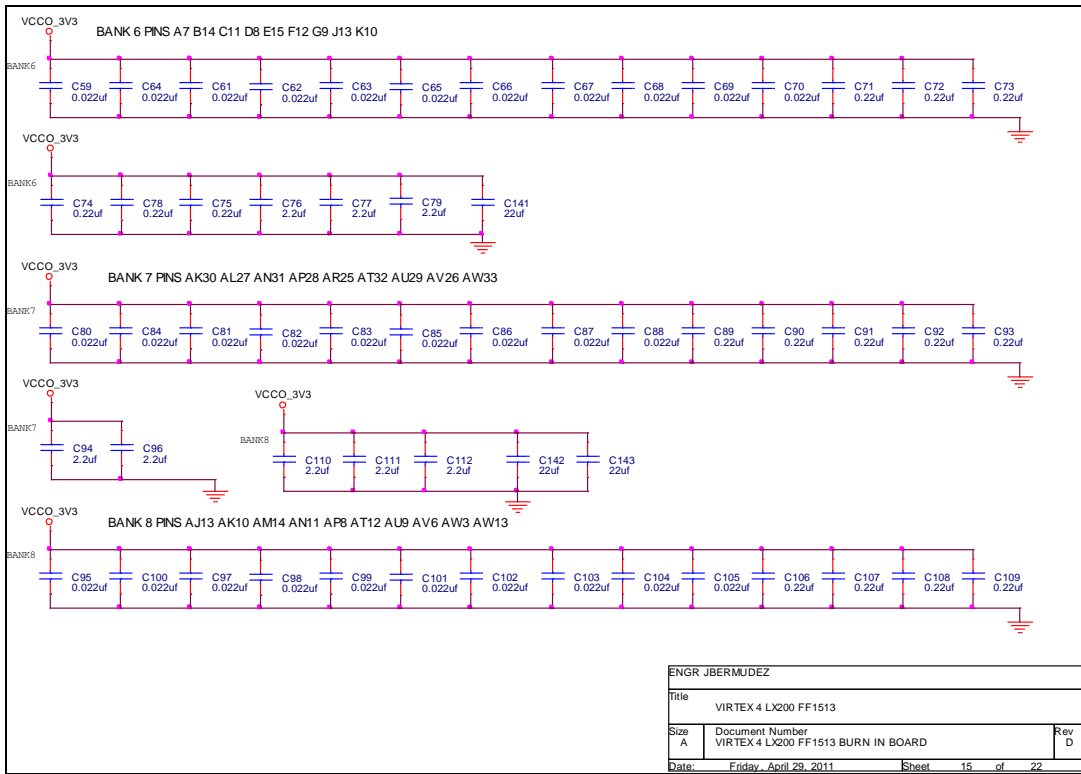 VCCO_3V3
BANK 6 PINS A7 B14 C11 D8 E15 F12 G9 J13 K10
BANK6
C59 C64 C61 C62 C63 C65 C66 C67 C68 C69 C70 C71 C72 C73
0.022uf 0.022uf 0.022uf 0.022uf 0.022uf 0.022uf 0.022uf 0.022uf 0.022uf 0.022uf 0.022uf 0.22uf 0.22uf 0.22uf
VCCO_3V3
BANK6
C74 C78 C75 C76 C77 C79 C141
0.22uf 0.22uf 0.22uf 2.2uf 2.2uf 2.2uf 22uf
VCCO_3V3
BANK 7 PINS AK30 AL27 AN31 AP28 AR25 AT32 AU29 AV26 AW33
BANK7
C80 C84 C81 C82 C83 C85 C86 C87 C88 C89 C90 C91 C92 C93
0.022uf 0.022uf 0.022uf 0.022uf 0.022uf 0.022uf 0.022uf 0.022uf 0.022uf 0.22uf 0.22uf 0.22uf 0.22uf 0.22uf
VCCO_3V3
BANK7
C94 C96
2.2uf 2.2uf
VCCO_3V3
BANK8
C110 C111 C112 C142 C143
2.2uf 2.2uf 2.2uf 22uf 22uf
VCCO_3V3
BANK 8 PINS AJ13 AK10 AM14 AN11 AP8 AT12 AU9 AV6 AW3 AW13
BANK8
C95 C100 C97 C98 C99 C101 C102 C103 C104 C105 C106 C107 C108 C109
0.022uf 0.022uf 0.022uf 0.022uf 0.022uf 0.022uf 0.022uf 0.022uf 0.022uf 0.022uf 0.22uf 0.22uf 0.22uf 0.22uf
ENGR JBERMUDEZ
Title
VIRTEX 4 LX200 FF1513
Size Document Number Rev
A VIRTEX 4 LX200 FF1513 BURN IN BOARD D
Date: Friday, April 29, 2011 Sheet 15 of 22